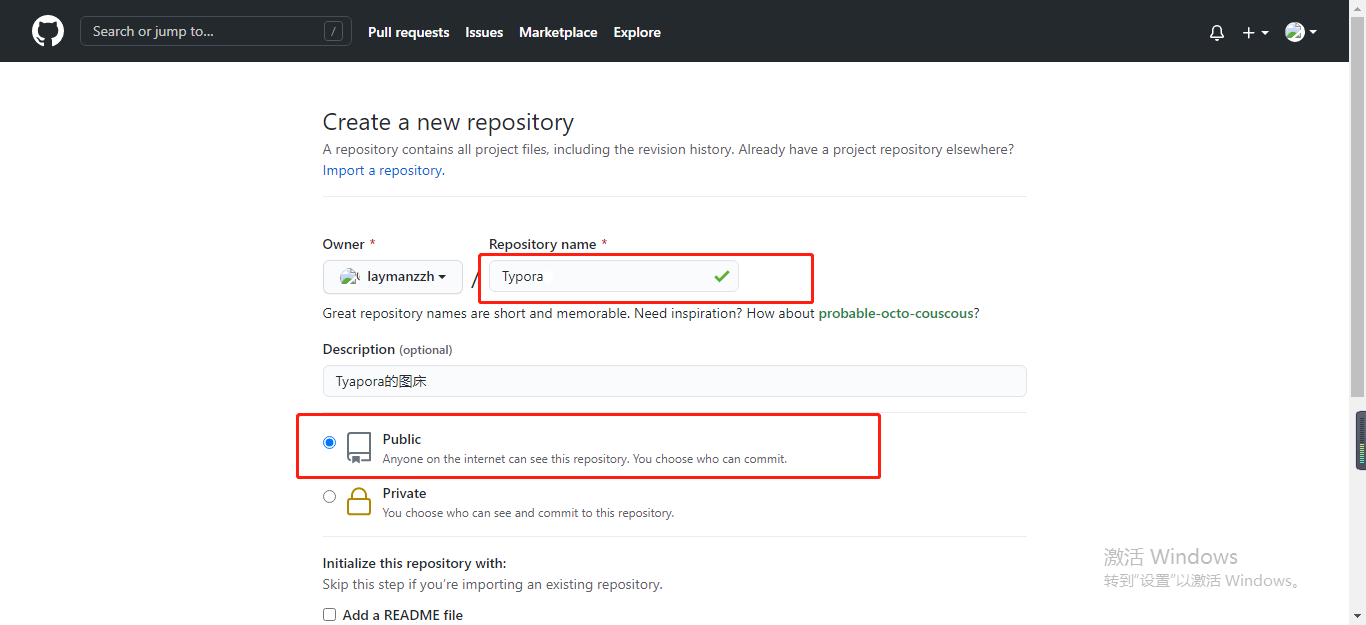 Search or jump to... / Pull requests Issues Marketplace Explore
Create a new repository
A repository contains all project files, including the revision history. Already have a project repository elsewhere?
Import a repository.
Owner * Repository name *
laymanzzh / Typora
Great repository names are short and memorable. Need inspiration? How about probable-octo-couscous?
Description (optional)
Tyapora的图床
Public
Anyone on the internet can see this repository. You choose who can commit.
Private
You choose who can see and commit to this repository.
Initialize this repository with:
Skip this step if you're importing an existing repository.
Add a README file
激活 Windows
转到"设置"以激活 Windows。